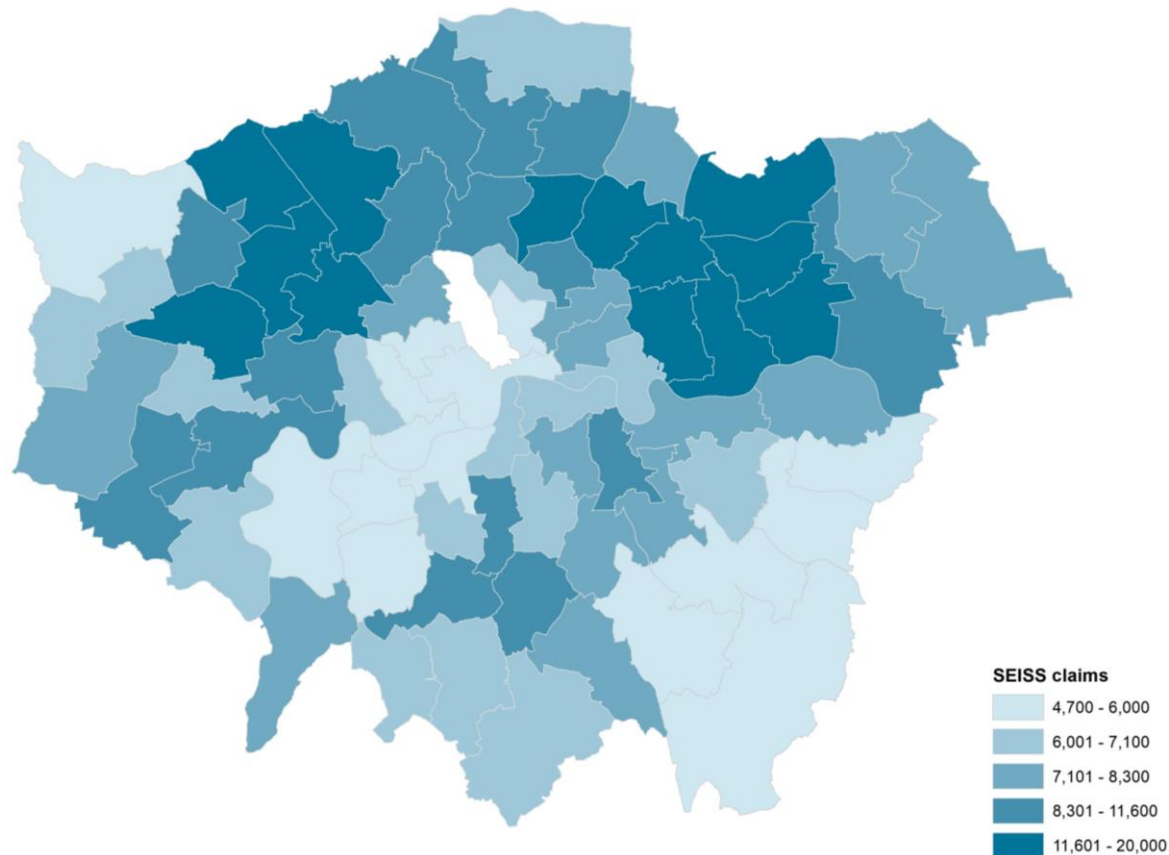 SEISS claims
4,700 - 6,000
6,001 - 7,100
7,101 - 8,300
8,301 - 11,600
11,601 - 20,000